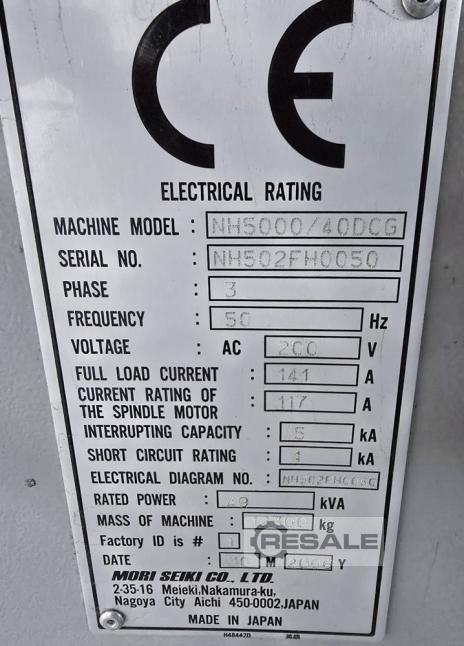 CE
ELECTRICAL RATING
MACHINE MODEL : NH5000/40DCG
SERIAL NO. : NH502FH0050
PHASE : 3
FREQUENCY : 50 Hz
VOLTAGE : AC 200 V
FULL LOAD CURRENT : 141 A
CURRENT RATING OF
THE SPINDLE MOTOR : 117 A
INTERRUPTING CAPACITY : 5 kA
SHORT CIRCUIT RATING : kA
ELECTRICAL DIAGRAM NO. :
RATED POWER : 49 kVA
MASS OF MACHINE : kg
Factory ID is # 1
DATE : M Y
RESALE
MORI SEIKI CO., LTD.
2-35-16 Meieki,Nakamura-ku,
Nagoya City Aichi 450-0002,JAPAN
MADE IN JAPAN
H48442D